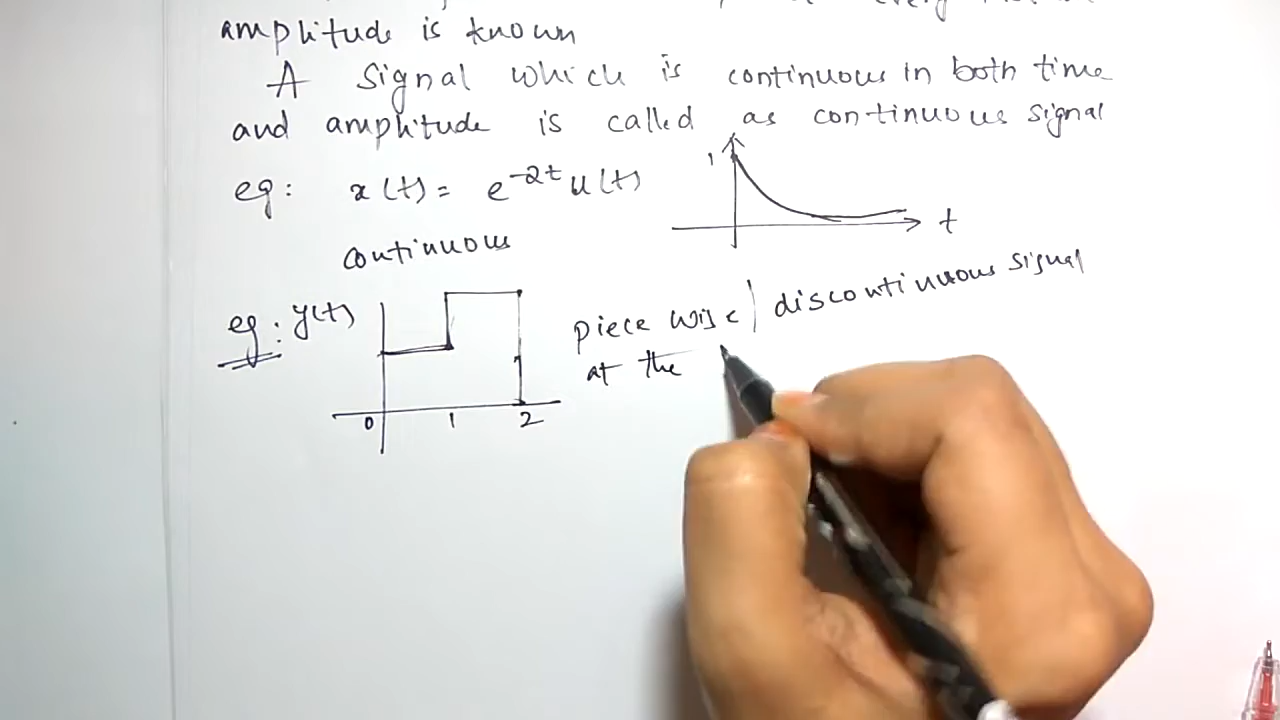 amplitude is known
A signal which is continuous in both time
and amplitude is called as continuous signal
eg: x(t) = e^-2t u(t)
1
t
continuous
eg: y(t)
piece wise / discontinuous signal
at the
0 1 2